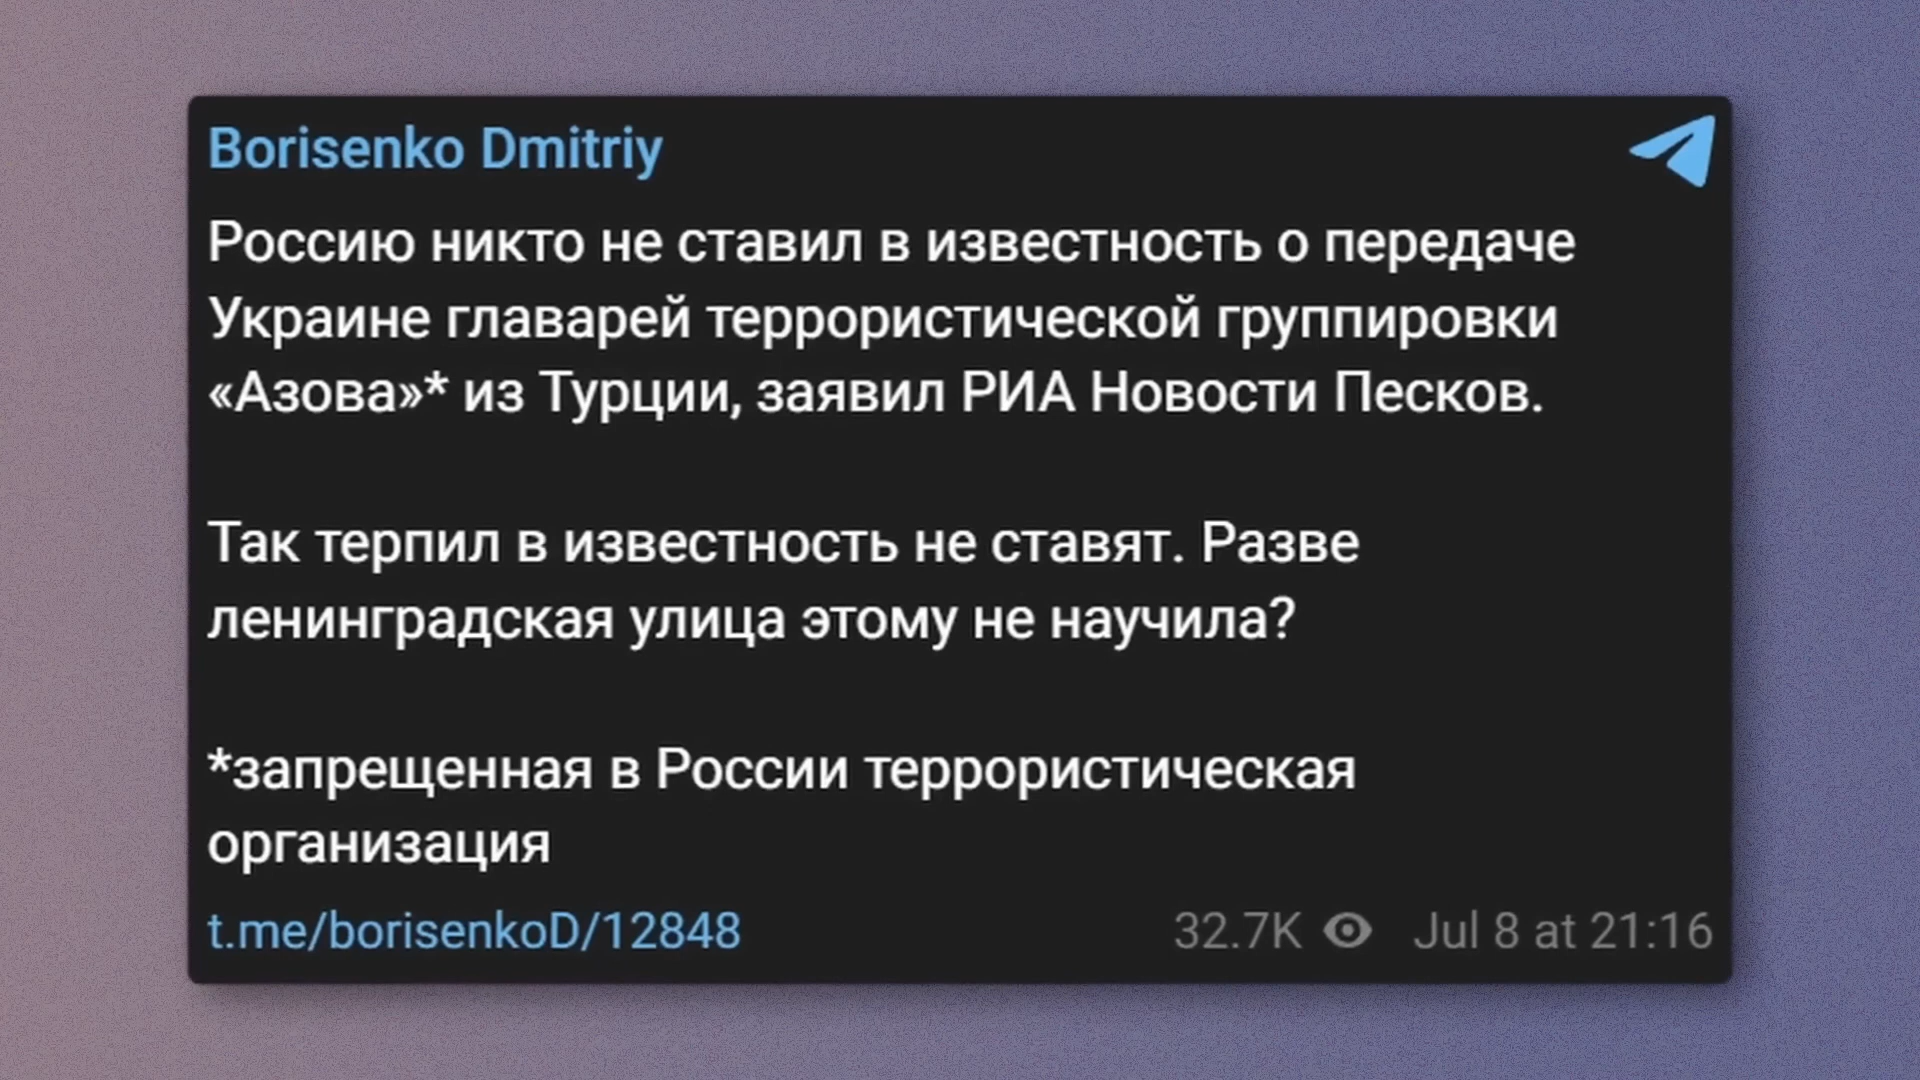 Borisenko Dmitriy
Россию никто не ставил в известность о передаче
Украине главарей террористической группировки
«Азова»* из Турции, заявил РИА Новости Песков.
Так терпил в известность не ставят. Разве
ленинградская улица этому не научила?
*запрещенная в России террористическая
организация
t.me/borisenkoD/12848
32.7K Jul 8 at 21:16